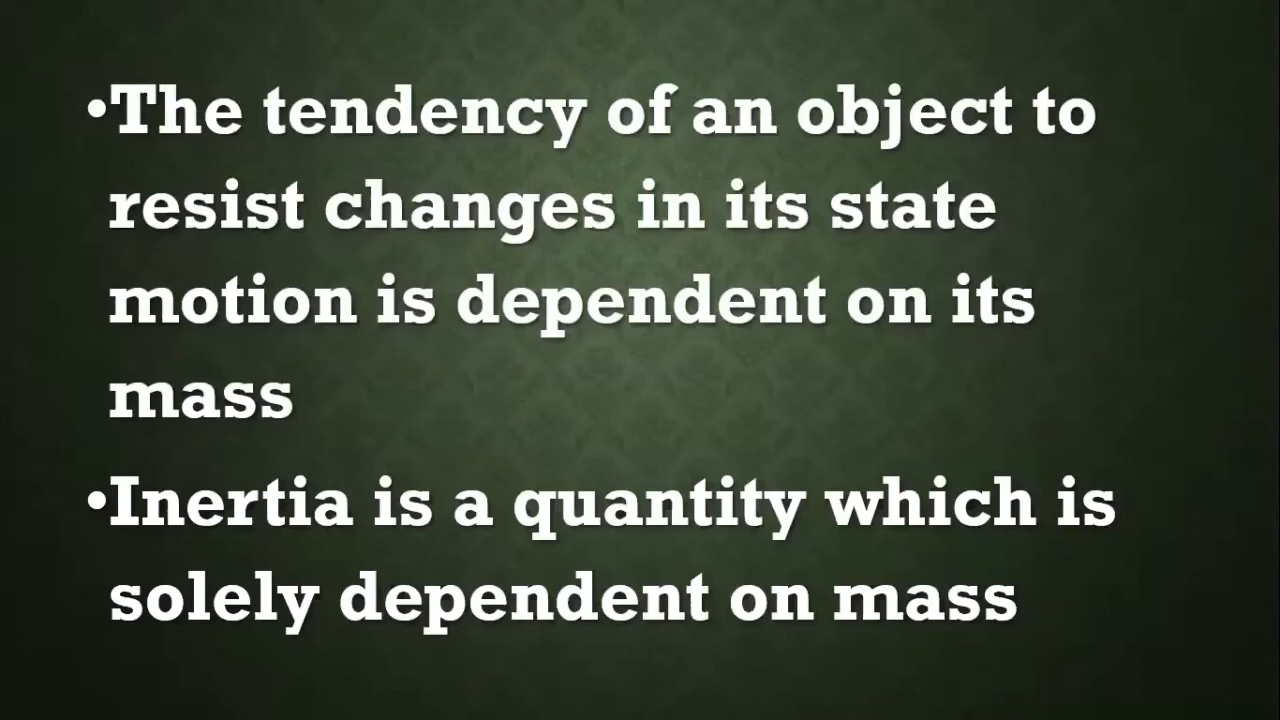 •The tendency of an object to
resist changes in its state
motion is dependent on its
mass
•Inertia is a quantity which is
solely dependent on mass